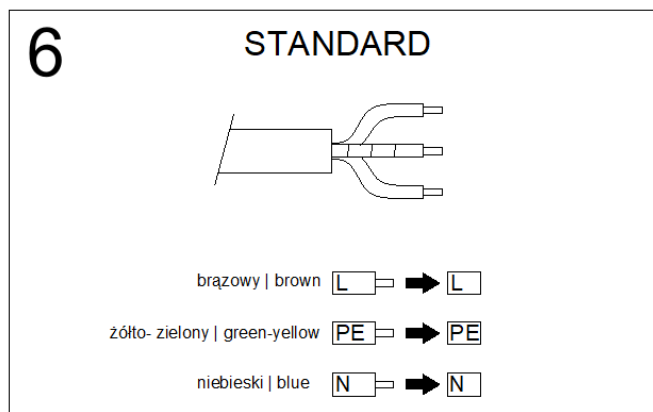 6
STANDARD
brązowy | brown L L
żółto- zielony | green-yellow PE PE
niebieski | blue N N